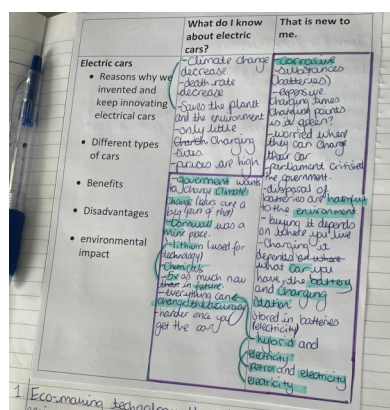 What do I know
about electric
cars?
That is new to
me.
Electric cars
• Reasons why we
invented and
keep innovating
electrical cars
• Different types
of cars
• Benefits
• Disadvantages
• environmental
impact
-Climate change
decrease
-death rate
decrease
-Saves the planet
and the environment
-only little
Charging
sites.
-prices are high
-government wants
to change climate
change (cars are a
big part of that)
-Cornwall was a
mine place.
-lithium (used for
technology)
-Chemicals
-5x as much now
than in future.
-everything can
change the accuracy
-harder once you
get the car
-Corrosive
-substances
(batteries)
-expensive.
Charging times
Charging points
is it green?
-worried where
they can charge
their car
-parliament critised
the government.
-disposal of
batteries are harmful
to the environment.
-buying it depends
on where you live
-Charging it
depends
what car you
have, the battery
and charging
station
Stored in batteries
(electricity)
-hybrid and
electricity
-Petrol and electricity
electricity
1. Eco-making technology